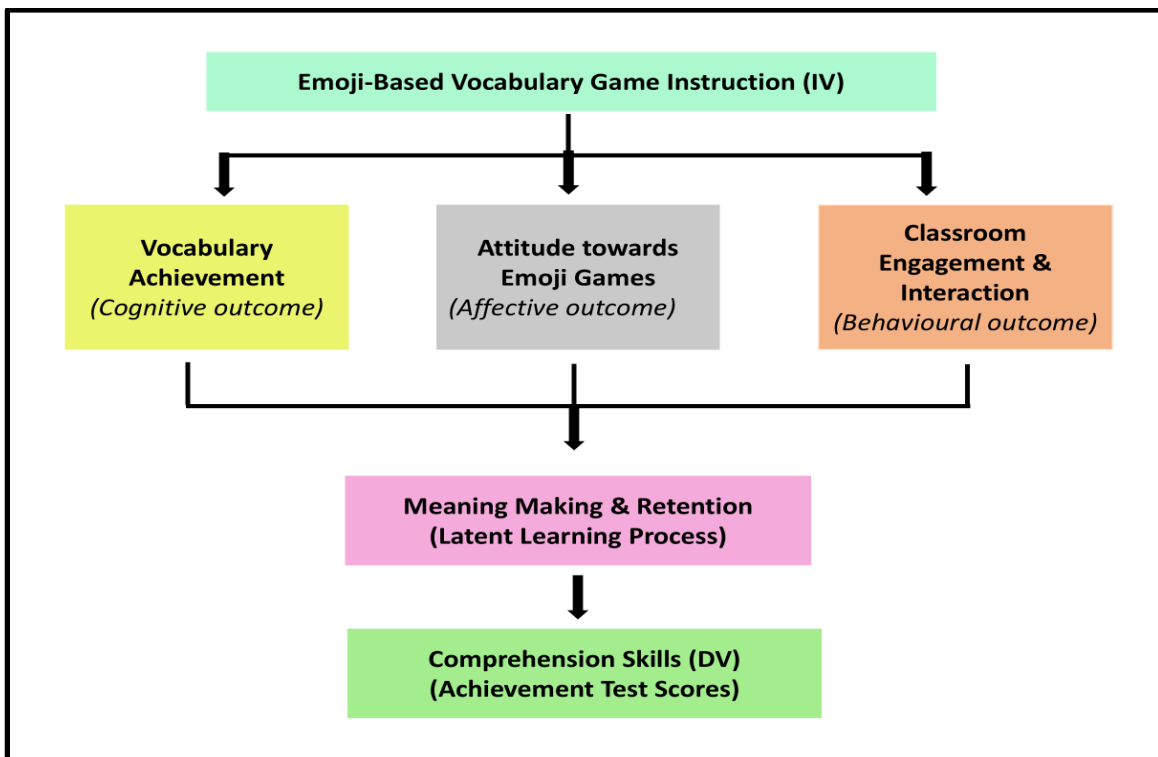 Emoji-Based Vocabulary Game Instruction (IV)
Vocabulary
Achievement
(Cognitive outcome)
Attitude towards
Emoji Games
(Affective outcome)
Classroom
Engagement &
Interaction
(Behavioural outcome)
Meaning Making & Retention
(Latent Learning Process)
Comprehension Skills (DV)
(Achievement Test Scores)